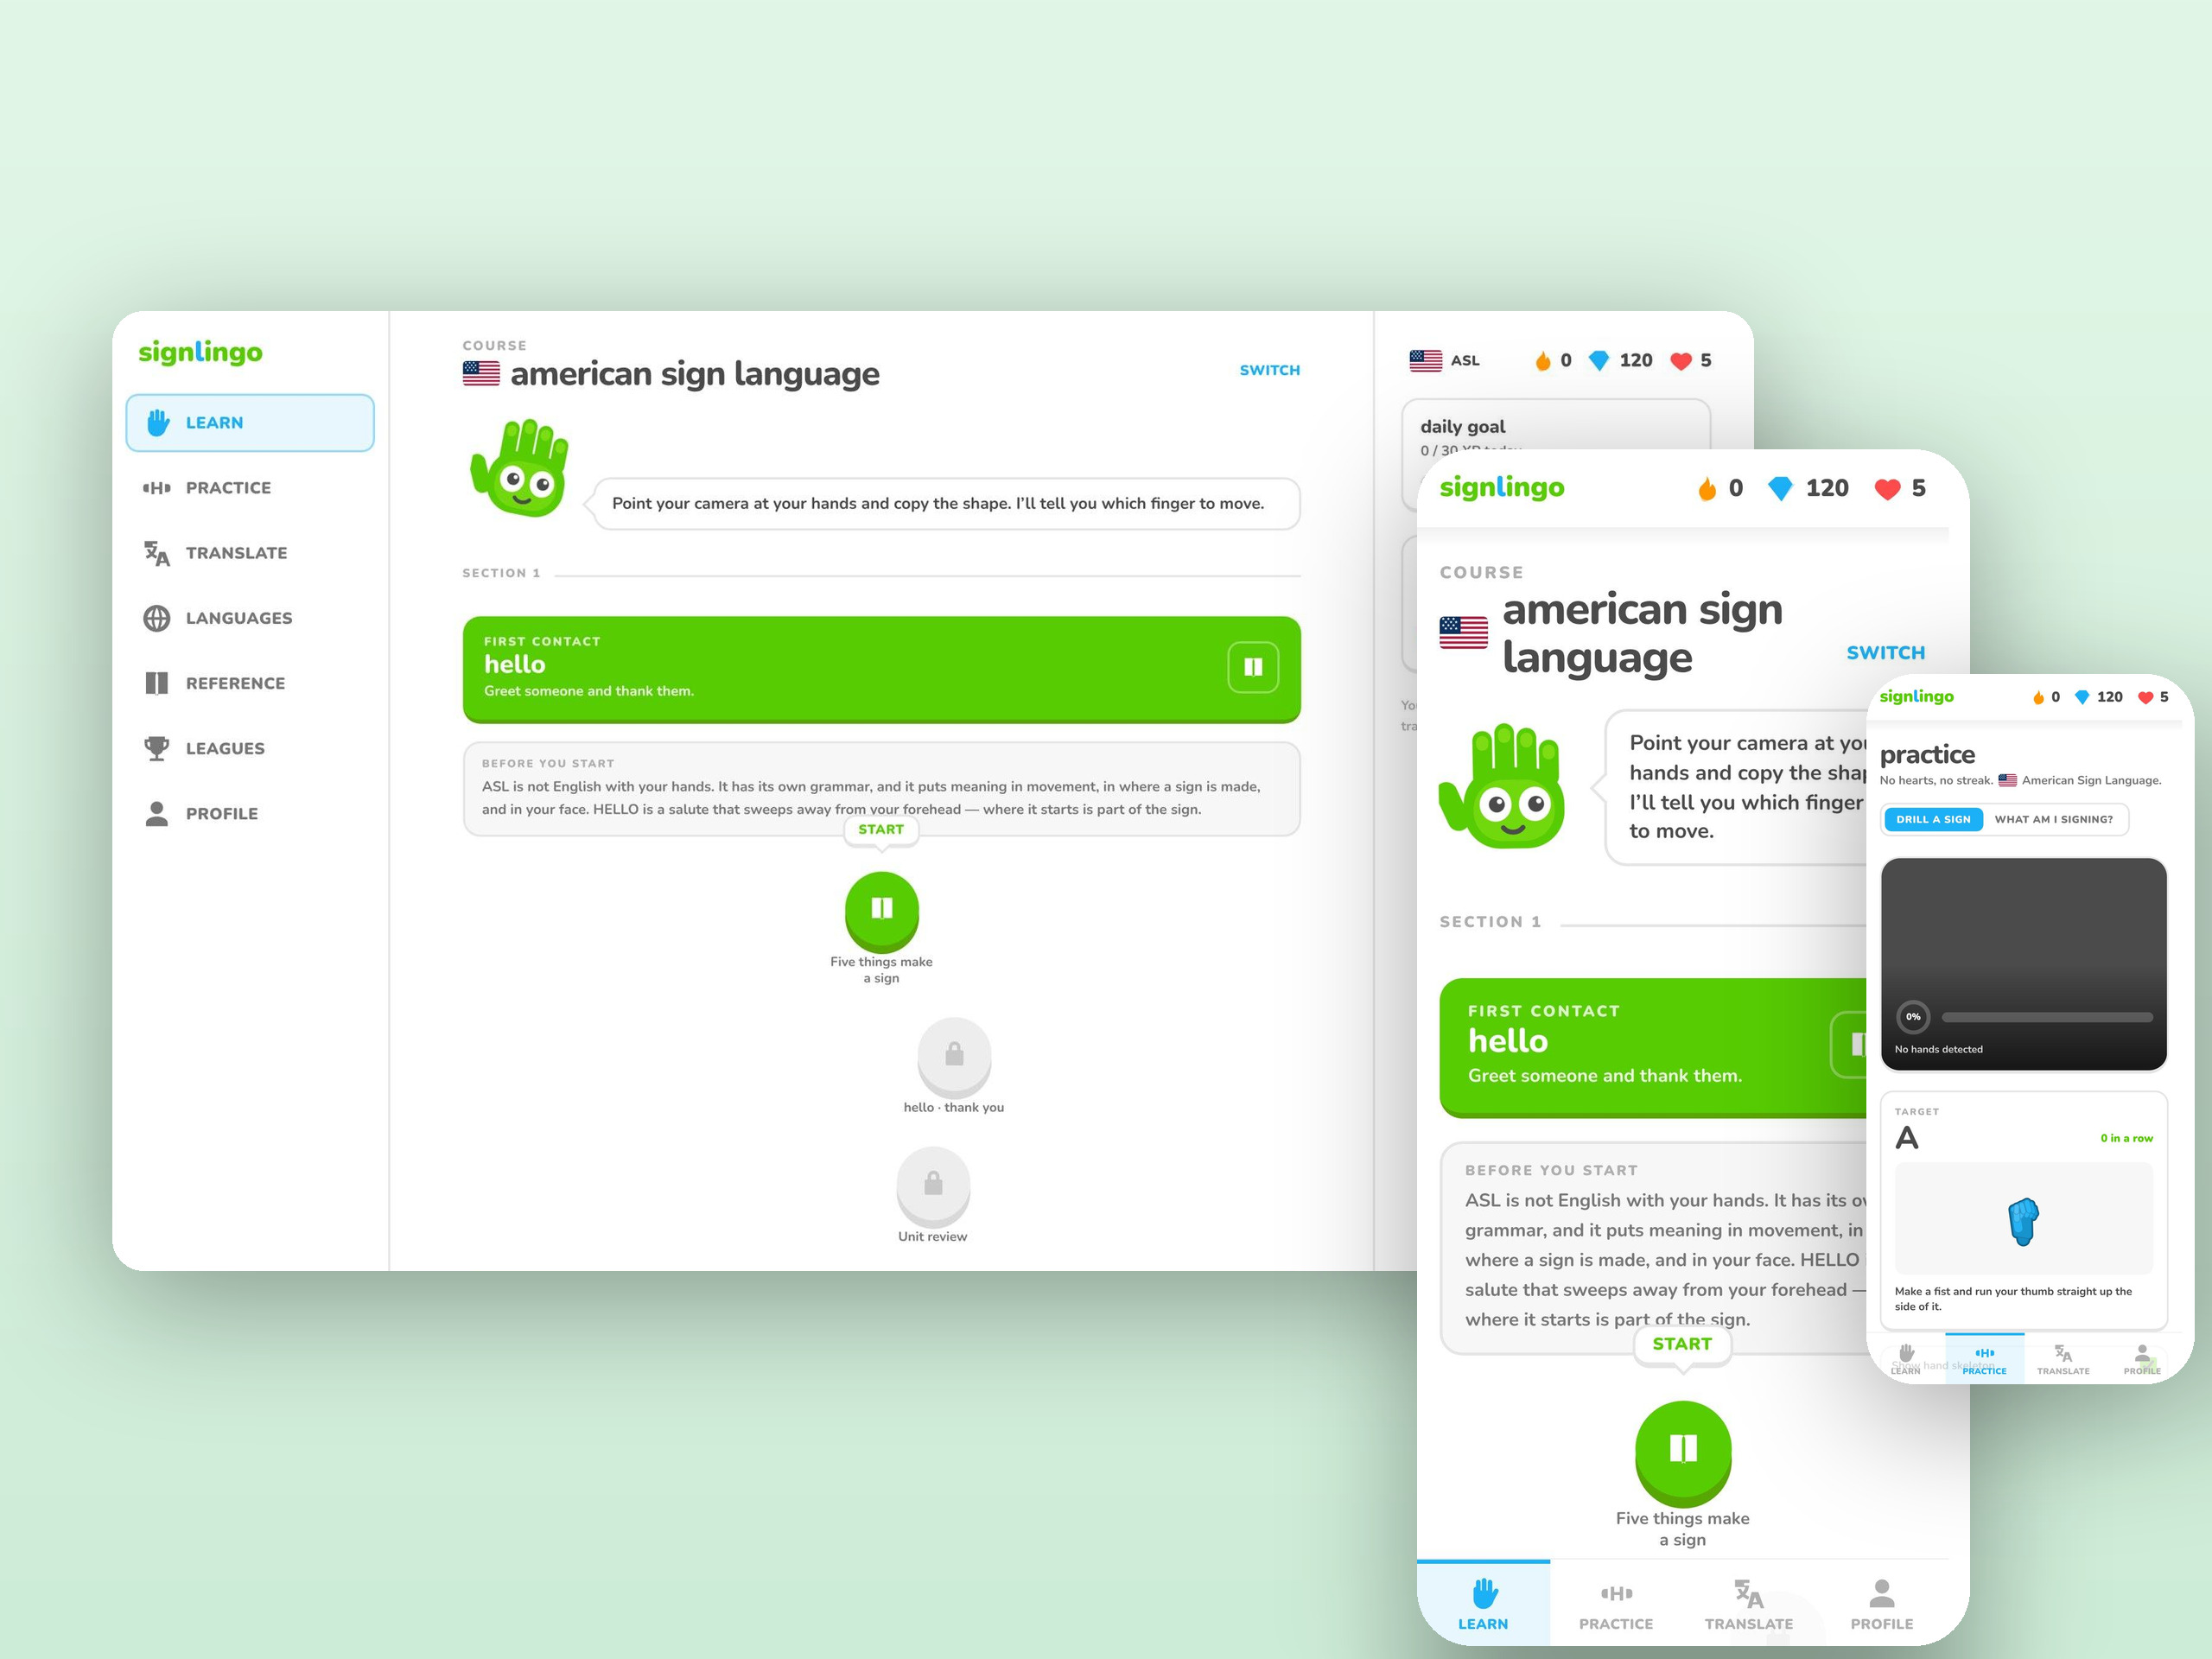 signlingo
LEARN
PRACTICE
TRANSLATE
LANGUAGES
REFERENCE
LEAGUES
PROFILE
COURSE
american sign language
SWITCH
Point your camera at your hands and copy the shape. I'll tell you which finger to move.
SECTION 1
FIRST CONTACT
hello
Greet someone and thank them.
BEFORE YOU START
ASL is not English with your hands. It has its own grammar, and it puts meaning in movement, in where a sign is made,
and in your face. HELLO is a salute that sweeps away from your forehead — where it starts is part of the sign.
START
Five things make
a sign
hello · thank you
Unit review
ASL
0 120 5
daily goal
0 / 30 XP today
signlingo
0 120 5
COURSE
american sign
language
SWITCH
Point your camera at
hands and copy the
I'll tell you which finger
to move.
SECTION 1
FIRST CONTACT
hello
Greet someone and thank them.
BEFORE YOU START
ASL is not English with your hands. It has its
grammar, and it puts meaning in movement, in
where a sign is made, and in your face. HELLO
salute that sweeps away from your forehead —
where it starts is part of the sign.
START
Five things make
a sign
LEARN
PRACTICE
TRANSLATE
PROFILE
signlingo
0 120 5
practice
No hearts, no streak. American Sign Language.
DRILL A SIGN
WHAT AM I SIGNING?
0%
No hands detected
TARGET
A
0 in a row
Make a fist and run your thumb straight up the
side of it.
Show hand skeleton
LEARN
PRACTICE
TRANSLATE
PROFILE